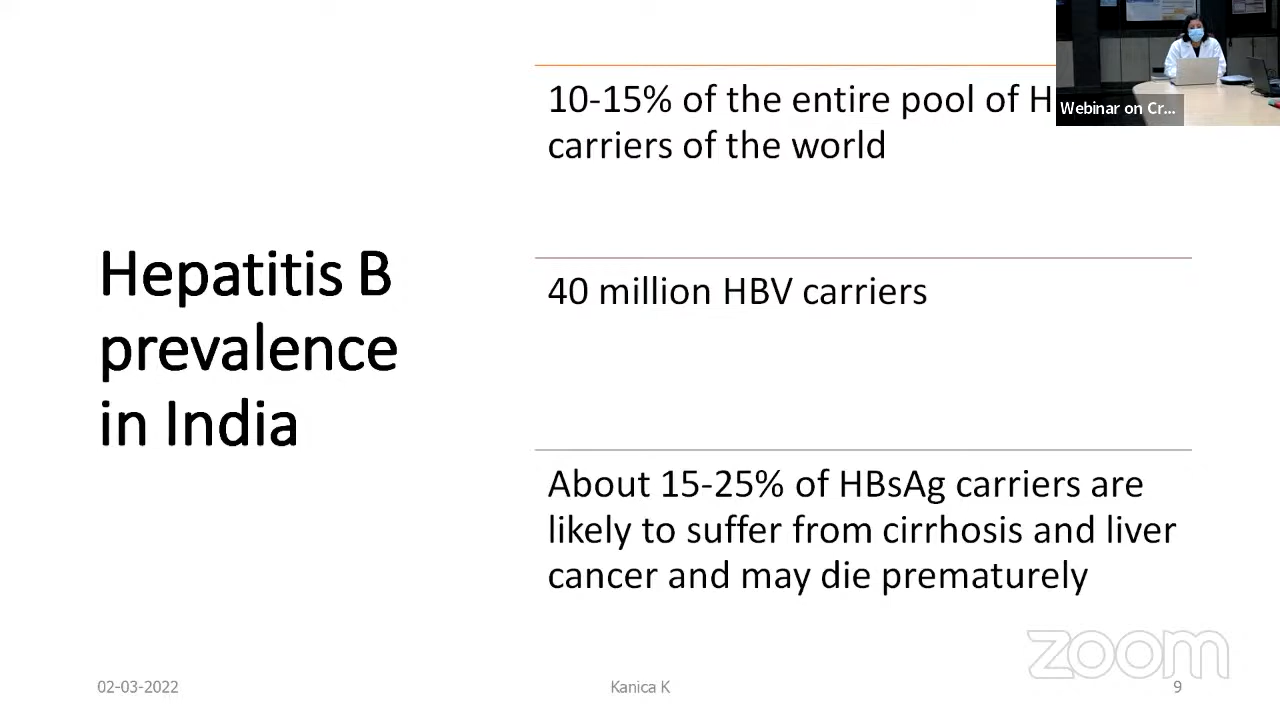 10-15% of the entire pool of H
carriers of the world
Webinar on Cr...
Hepatitis B
prevalence
in India
40 million HBV carriers
About 15-25% of HBsAg carriers are
likely to suffer from cirrhosis and liver
cancer and may die prematurely
zoom
02-03-2022
Kanica K
9